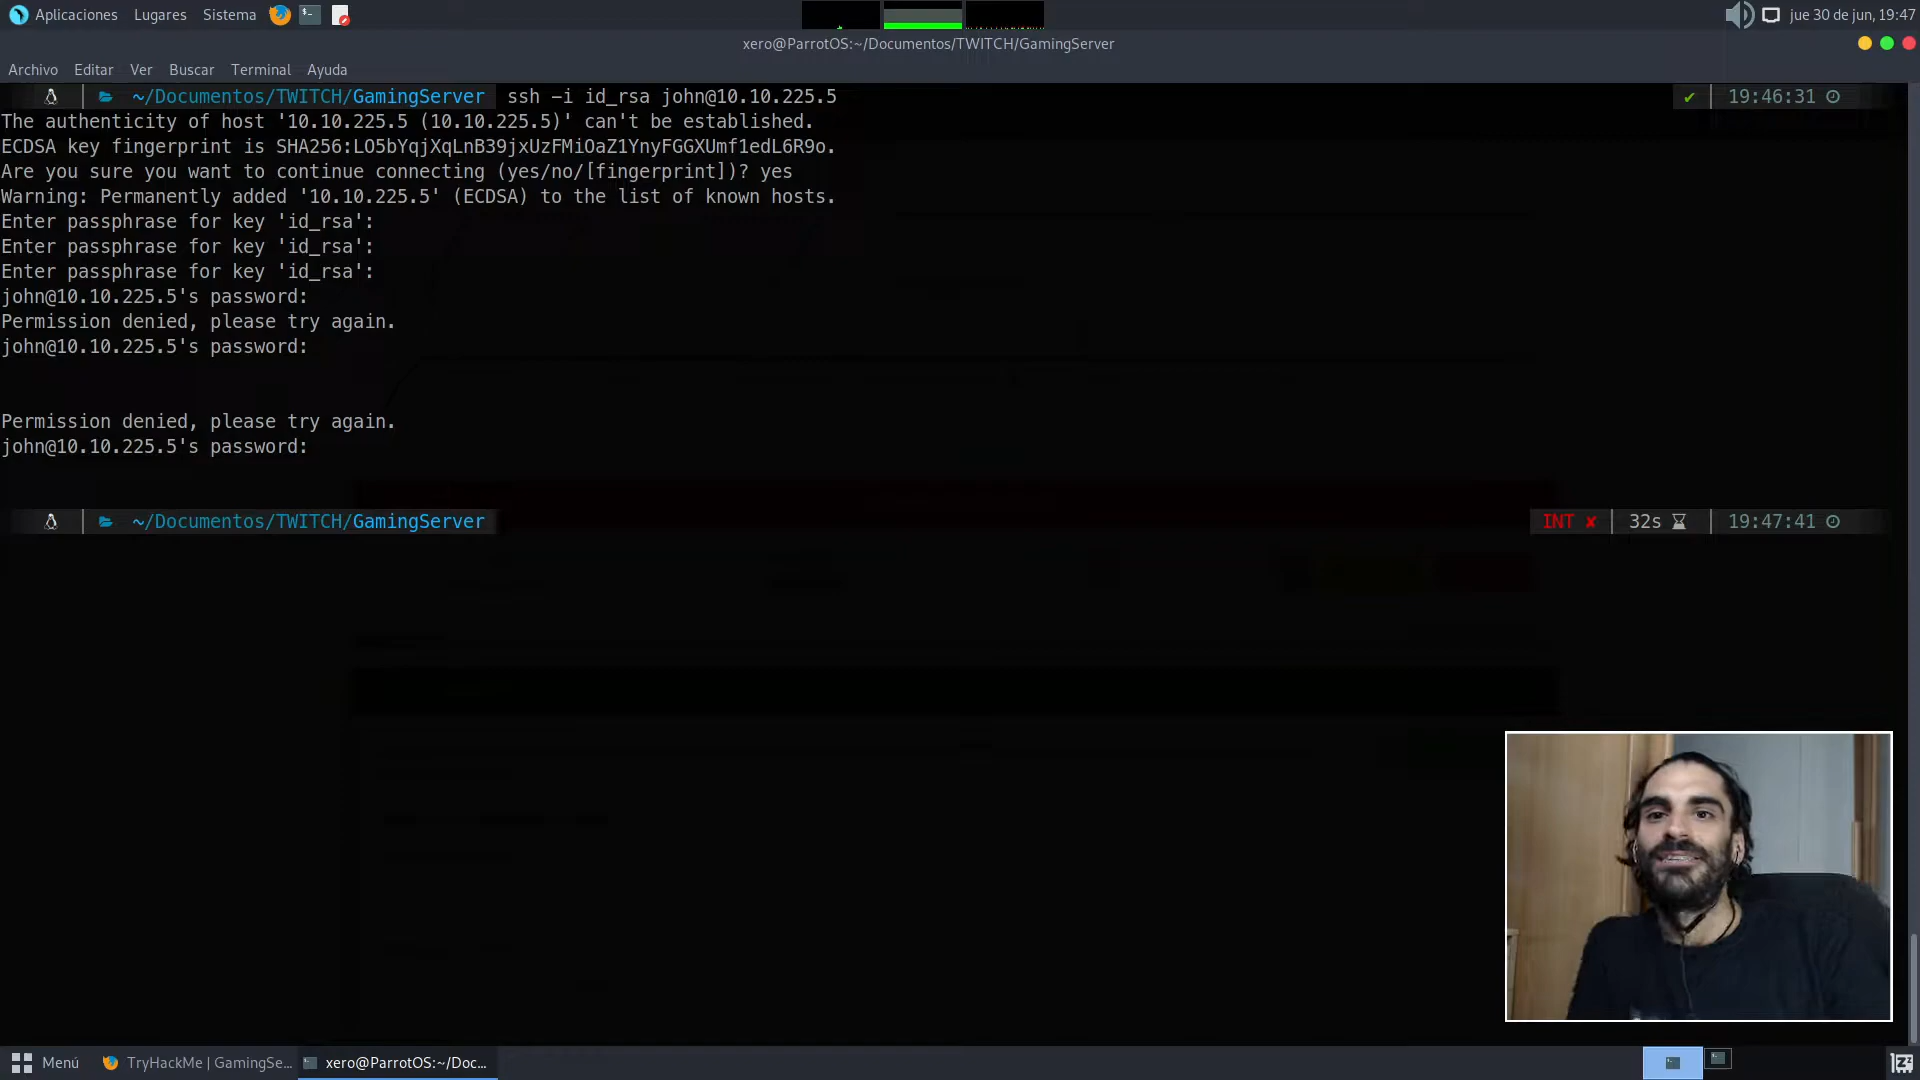 Aplicaciones Lugares Sistema jue 30 de jun, 19:47
xero@ParrotOS:~/Documentos/TWITCH/GamingServer
Archivo Editar Ver Buscar Terminal Ayuda
~/Documentos/TWITCH/GamingServer ssh -i id_rsa john@10.10.225.5 ✔ 19:46:31
The authenticity of host '10.10.225.5 (10.10.225.5)' can't be established.
ECDSA key fingerprint is SHA256:LO5bYqjXqLnB39jxUzFMiOaZ1YnyFGGXUmf1edL6R9o.
Are you sure you want to continue connecting (yes/no/[fingerprint])? yes
Warning: Permanently added '10.10.225.5' (ECDSA) to the list of known hosts.
Enter passphrase for key 'id_rsa':
Enter passphrase for key 'id_rsa':
Enter passphrase for key 'id_rsa':
john@10.10.225.5's password:
Permission denied, please try again.
john@10.10.225.5's password:
Permission denied, please try again.
john@10.10.225.5's password:
~/Documentos/TWITCH/GamingServer INT ✘ 32s 19:47:41
Menú TryHackMe | GamingSe... xero@ParrotOS:~/Doc...